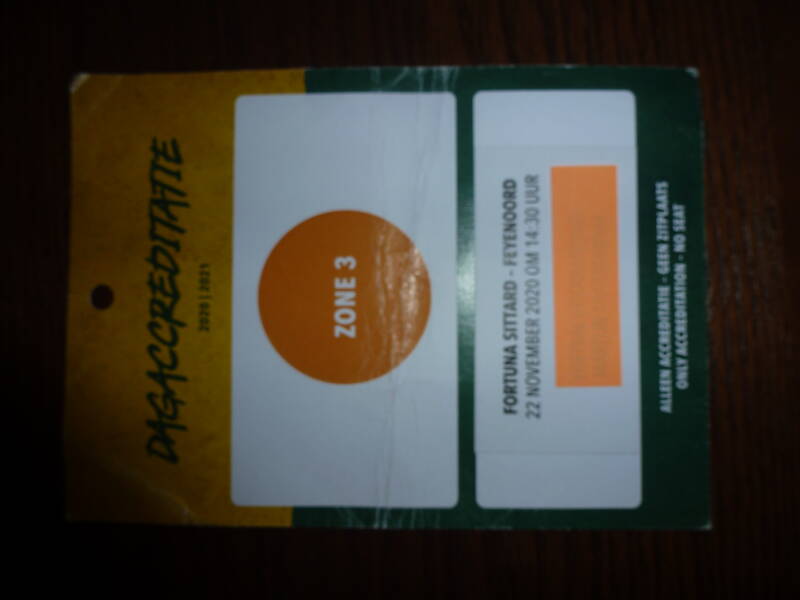 DAGACCREDITATIE
2020 | 2021
ZONE 3
FORTUNA SITTARD - FEYENOORD
22 NOVEMBER 2020 OM 14:30 UUR
ALLEEN ACCREDITATIE - GEEN ZITPLAATS
ONLY ACCREDITATION - NO SEAT